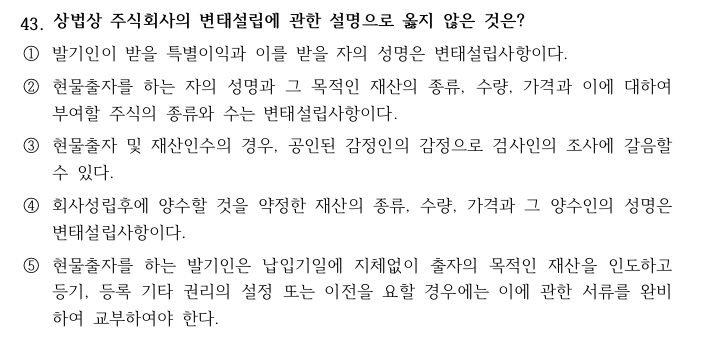 43. 상법상 주식회사의 변태설립에 관한 설명으로 옳지 않은 것은?
① 발기인이 받을 특별이익과 이를 받을 자의 성명은 변태설립사항이다.
② 현물출자를 하는 자의 성명과 그 목적인 재산의 종류, 수량, 가격과 이에 대하여
부여할 주식의 종류와 수는 변태설립사항이다.
③ 현물출자 및 재산인수의 경우, 공인된 감정인의 감정으로 검사인의 조사에 갈음할
수 있다.
④ 회사성립후에 양수할 것을 약정한 재산의 종류, 수량, 가격과 그 양수인의 성명은
변태설립사항이다.
⑤ 현물출자를 하는 발기인은 납입기일에 지체없이 출자의 목적인 재산을 인도하고
등기, 등록 기타 권리의 설정 또는 이전을 요할 경우에는 이에 관한 서류를 완비
하여 교부하여야 한다.